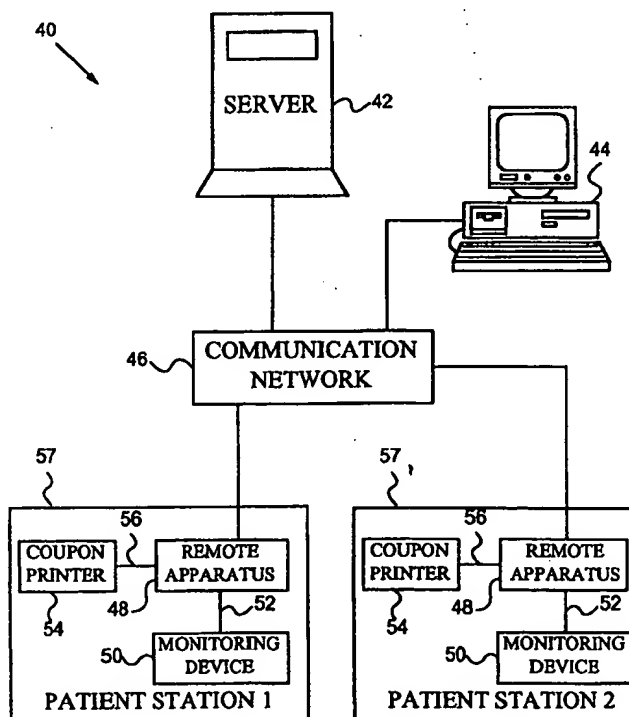 40
SERVER
42
44
46
COMMUNICATION
NETWORK
57
COUPON
PRINTER
56
REMOTE
APPARATUS
54
48
52
50
MONITORING
DEVICE
PATIENT STATION 1
57
COUPON
PRINTER
56
REMOTE
APPARATUS
54
48
52
50
MONITORING
DEVICE
PATIENT STATION 2